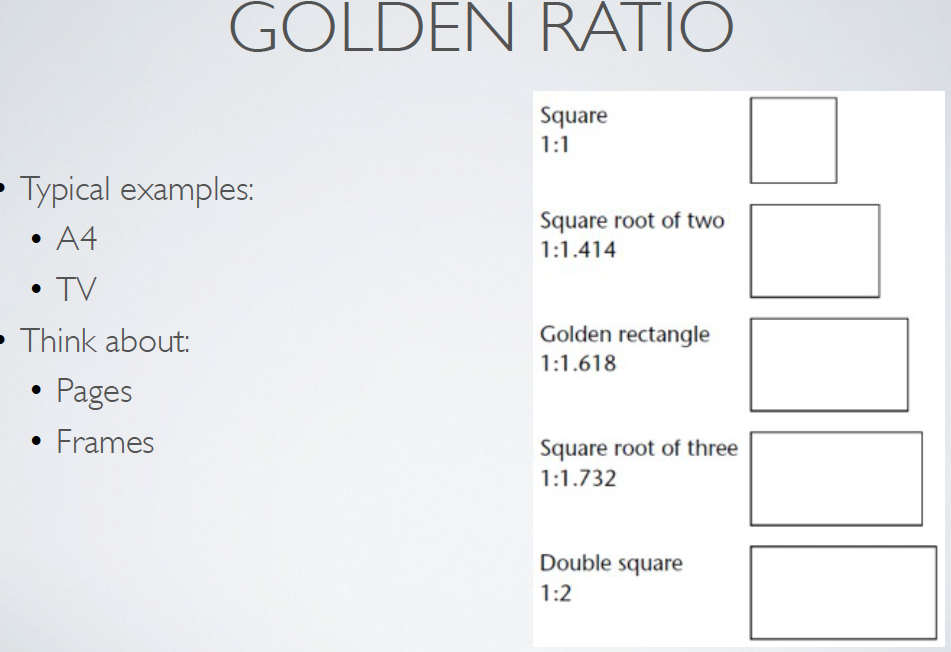 GOLDEN RATIO
• Typical examples:
• A4
• TV
• Think about:
• Pages
• Frames
Square
1:1
Square root of two
1:1.414
Golden rectangle
1:1.618
Square root of three
1:1.732
Double square
1:2